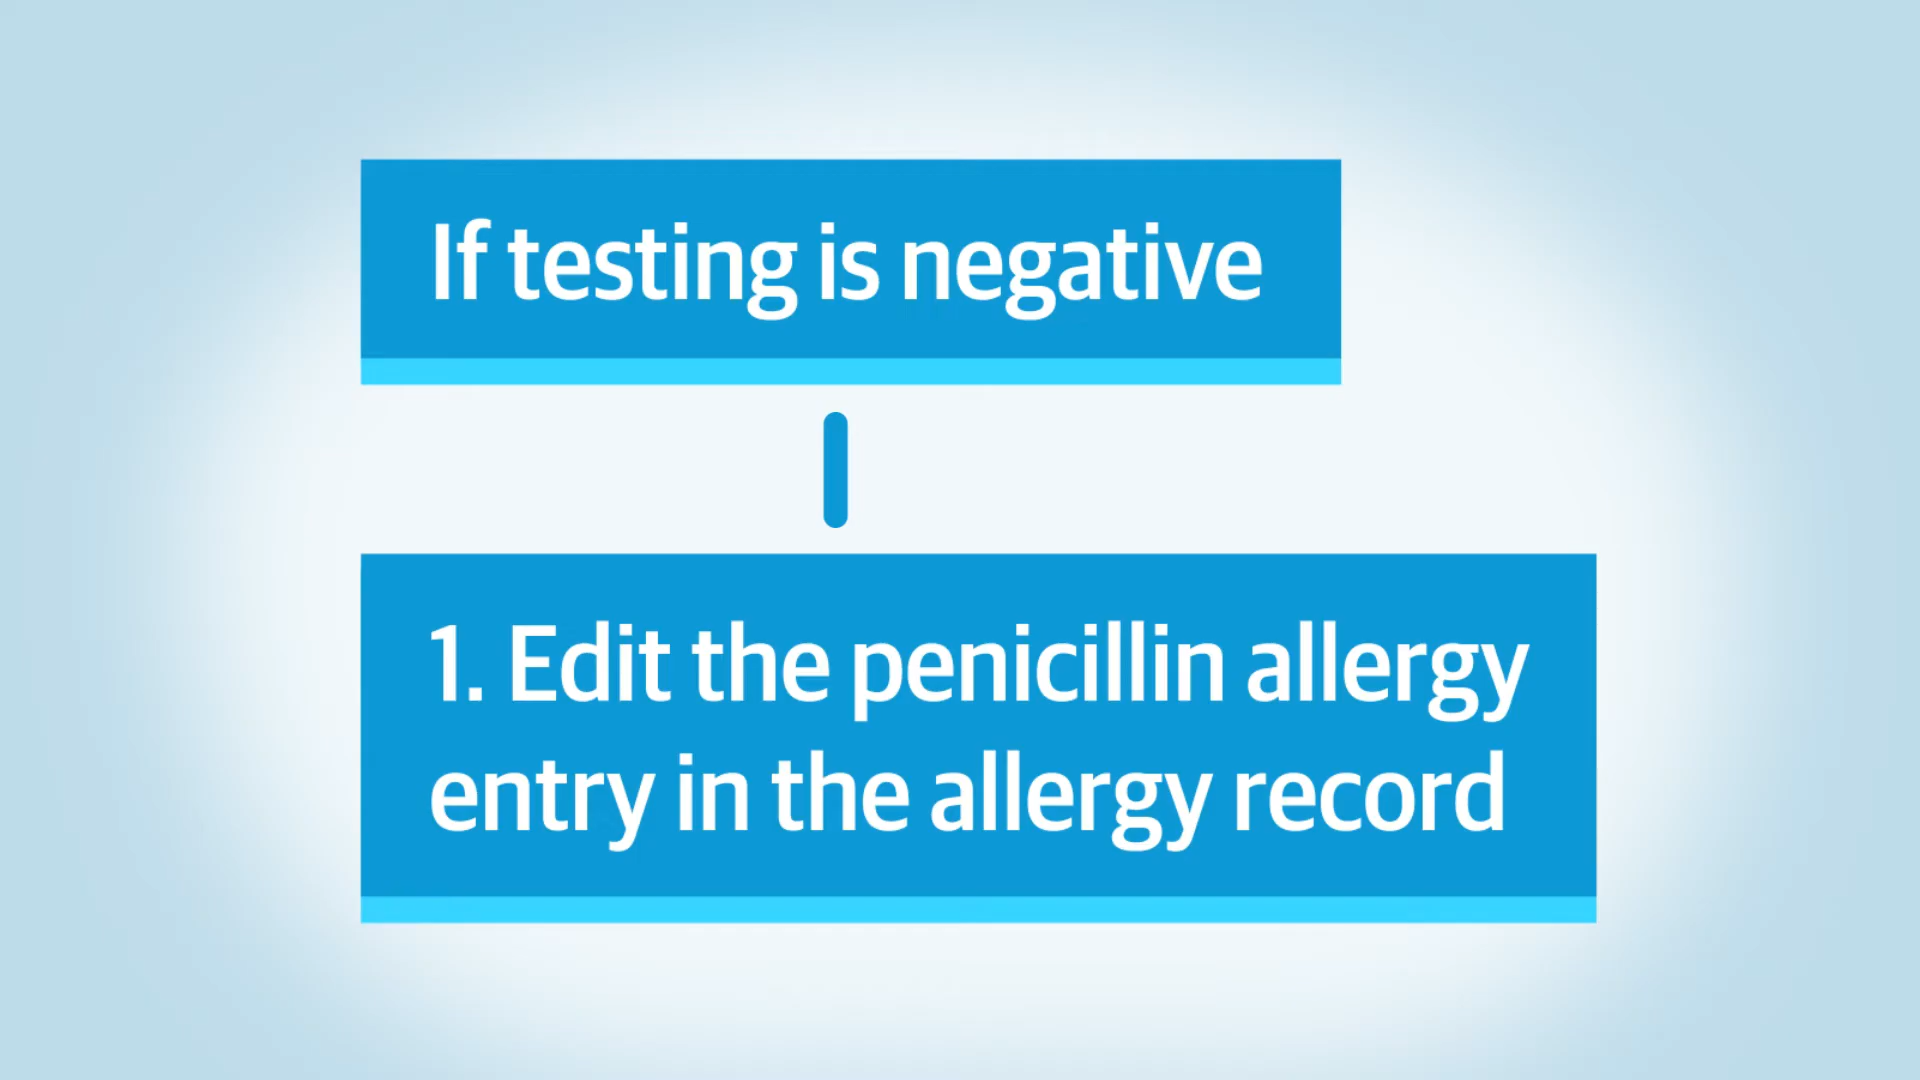 If testing is negative
1. Edit the penicillin allergy
entry in the allergy record